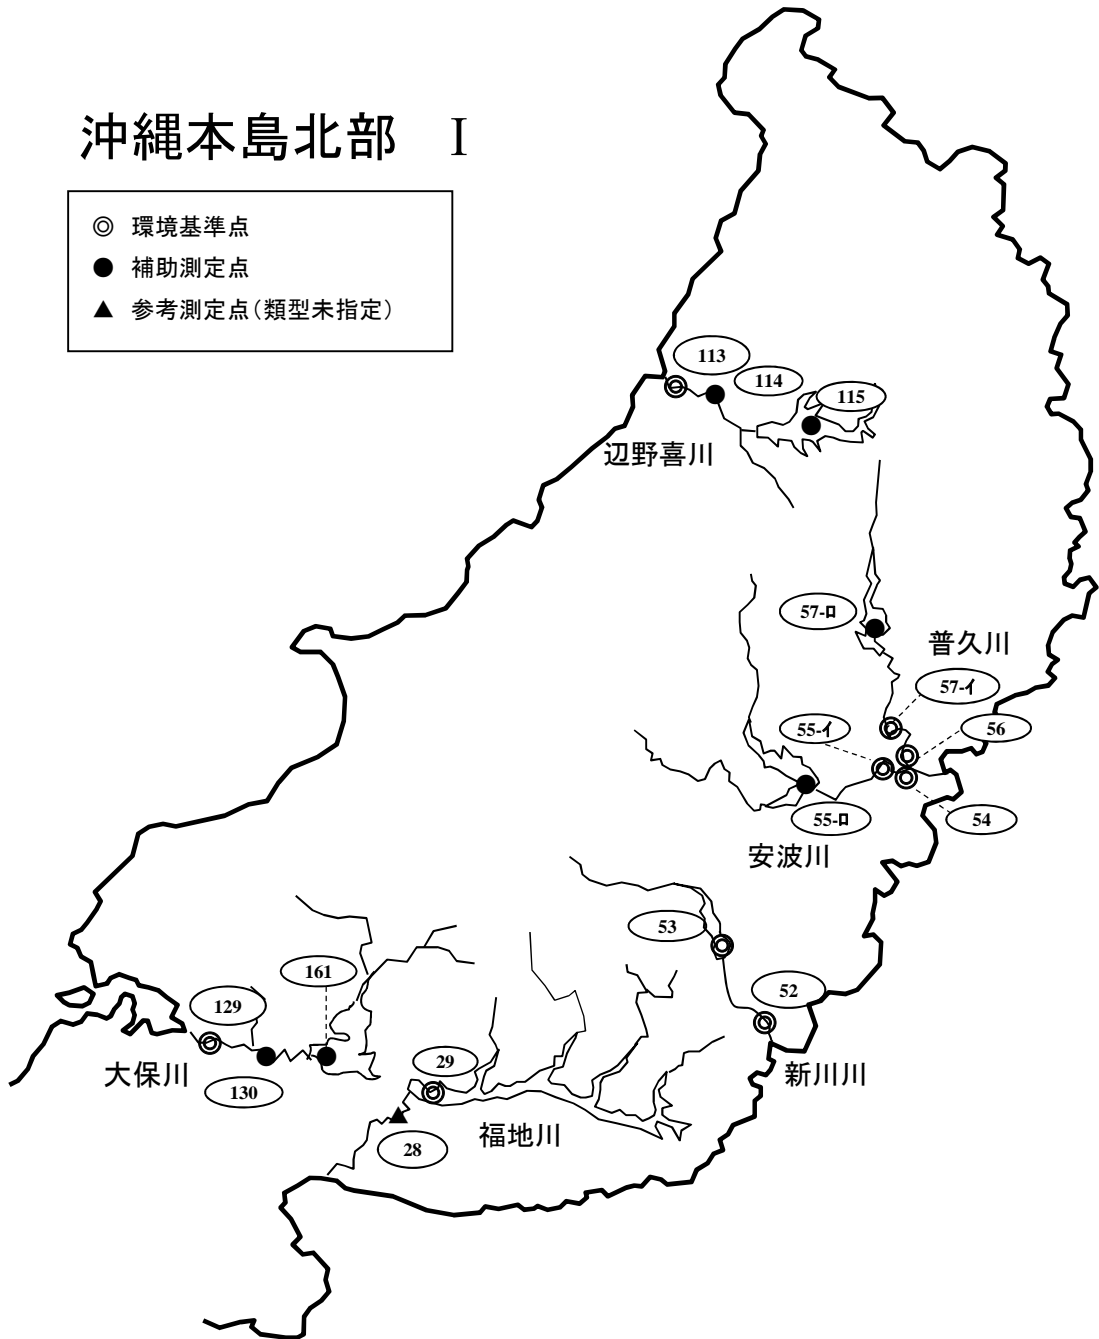 沖縄本島北部 Ⅰ
◎ 環境基準点
● 補助測定点
▲ 参考測定点(類型未指定)
113
114
115
辺野喜川
57-ロ
普久川
57-イ
55-イ
56
55-ロ
54
安波川
53
161
52
129
29
大保川
新川川
130
福地川
28